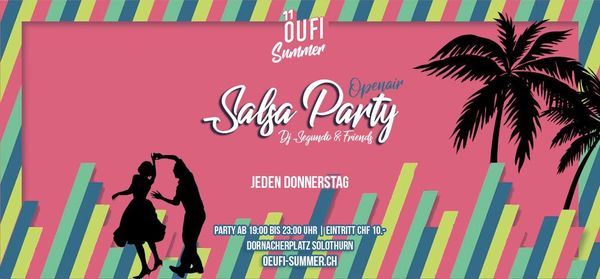 11
OUFI
Summer
Openair
Salsa Party
Dj Segundo & Friends
JEDEN DONNERSTAG
PARTY AB 19:00 BIS 23:00 UHR | EINTRITT CHF 10.-
DORNACHERPLATZ SOLOTHURN
OEUFI-SUMMER.CH